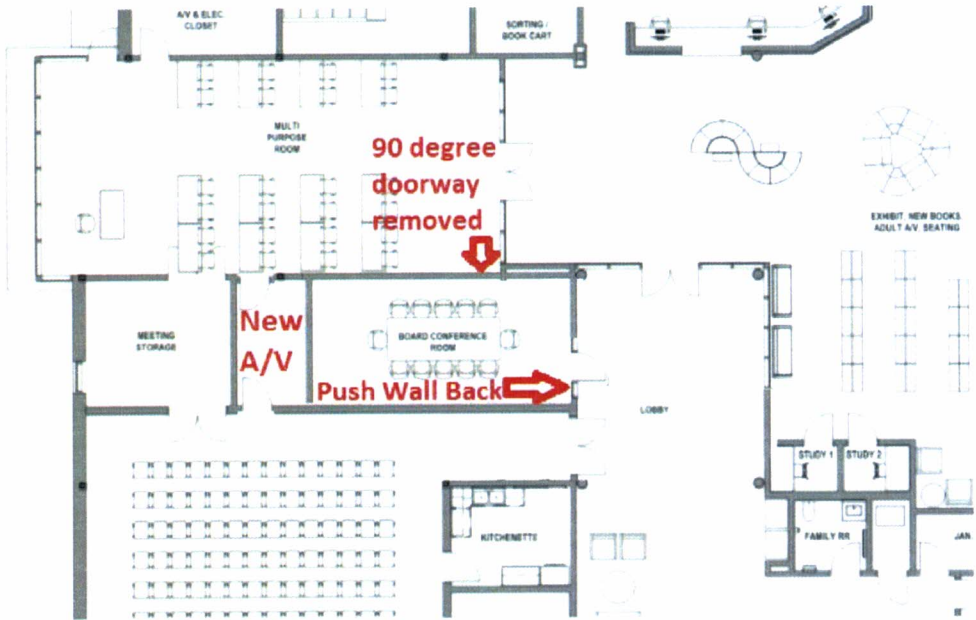 A/V & ELEC.
CLOSET
SORTING /
BOOK CART
MULTI
PURPOSE
ROOM
90 degree
doorway
removed
EXHIBIT, NEW BOOKS
ADULT A/V, SEATING
MEETING
STORAGE
New
A/V
BOARD CONFERENCE
ROOM
Push Wall Back
LOBBY
STUDY 1
STUDY 2
KITCHENETTE
FAMILY RR
JAN